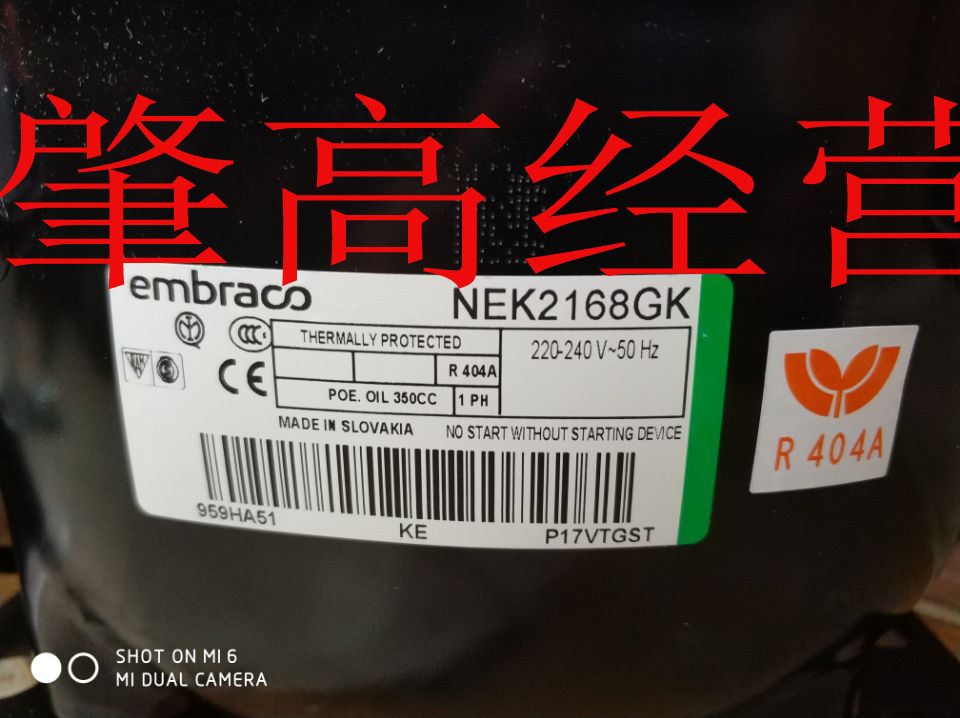 肇高经营
embraco
NEK2168GK
THERMALLY PROTECTED
220-240 V~50 Hz
R 404A
POE. OIL 350CC
1 PH
MADE IN SLOVAKIA
NO START WITHOUT STARTING DEVICE
959HA51
KE
P17VTGST
R 404A
SHOT ON MI 6
MI DUAL CAMERA